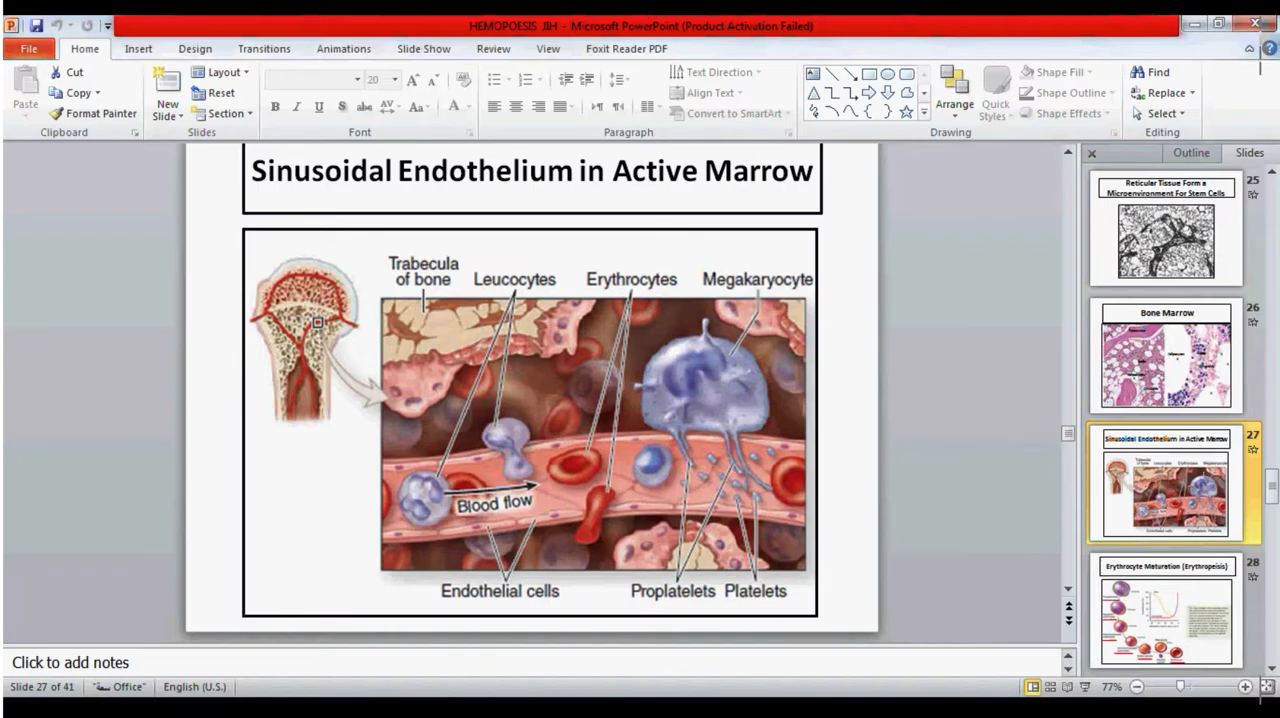 HEMOPOESIS JIH - Microsoft PowerPoint (Product Activation Failed)
File Home Insert Design Transitions Animations Slide Show Review View Foxit Reader PDF
Paste
Cut
Copy
Format Painter
Clipboard
New
Slide
Layout
Reset
Section
Slides
20
Font
Text Direction
Align Text
Convert to SmartArt
Paragraph
Arrange
Quick
Styles
Shape Fill
Shape Outline
Shape Effects
Drawing
Find
Replace
Select
Editing
Sinusoidal Endothelium in Active Marrow
Trabecula
of bone
Leucocytes
Erythrocytes
Megakaryocyte
Blood flow
Endothelial cells
Proplatelets
Platelets
Outline
Slides
25
Reticular Tissue Form a
Microenvironment For Stem Cells
26
Bone Marrow
27
Sinusoidal Endothelium in Active Marrow
28
Erythrocyte Maturation (Erythropeisis)
Click to add notes
Slide 27 of 41
"Office"
English (U.S.)
77%